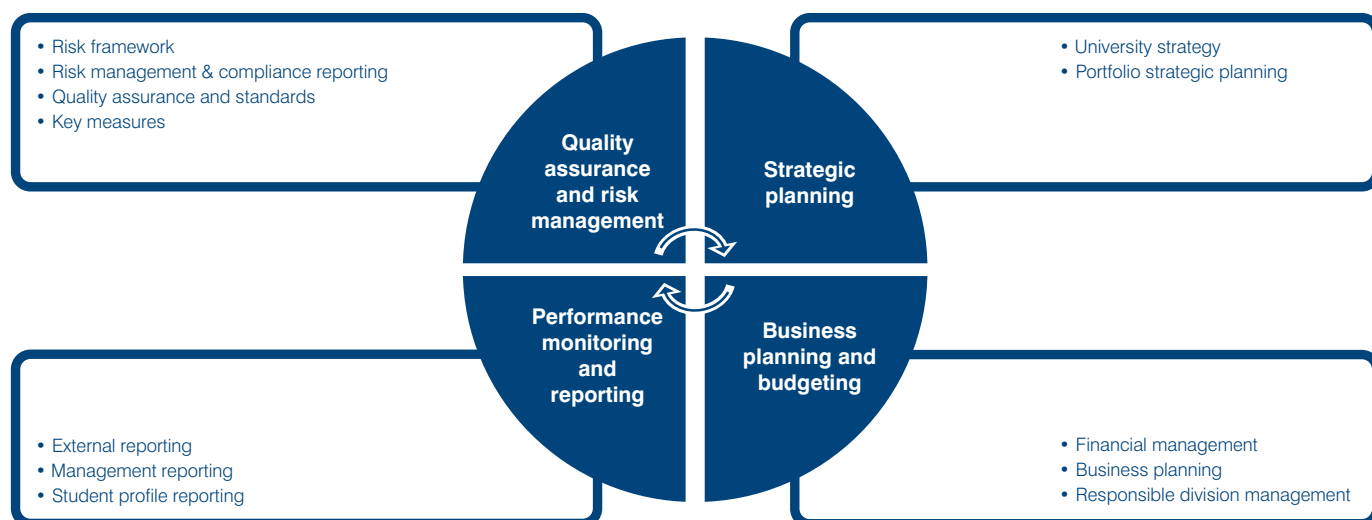 • Risk framework
• Risk management & compliance reporting
• Quality assurance and standards
• Key measures
• University strategy
• Portfolio strategic planning
Quality
assurance
and risk
management
Strategic
planning
Performance
monitoring
and
reporting
Business
planning and
budgeting
• External reporting
• Management reporting
• Student profile reporting
• Financial management
• Business planning
• Responsible division management